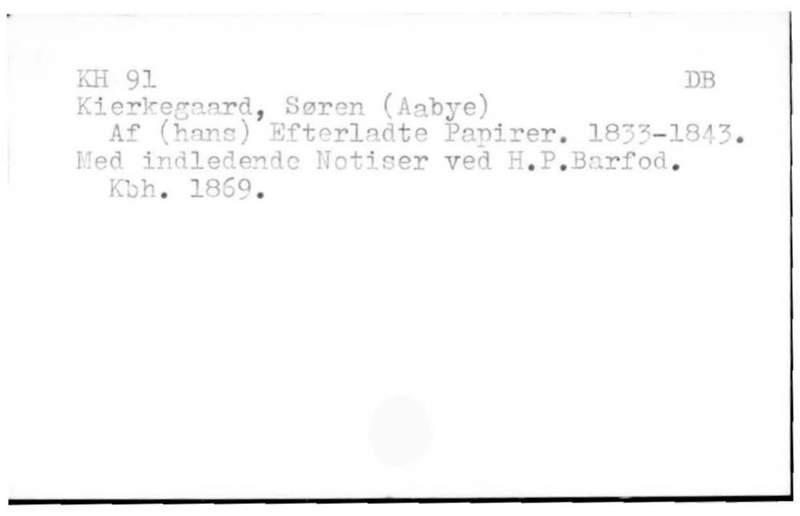 KH 91 DB
Kierkegaard, Søren (Aabye)
Af (hans) Efterladte Papirer. 1833-1843.
Med indledende Notiser ved H.P.Barfod.
Kbh. 1869.